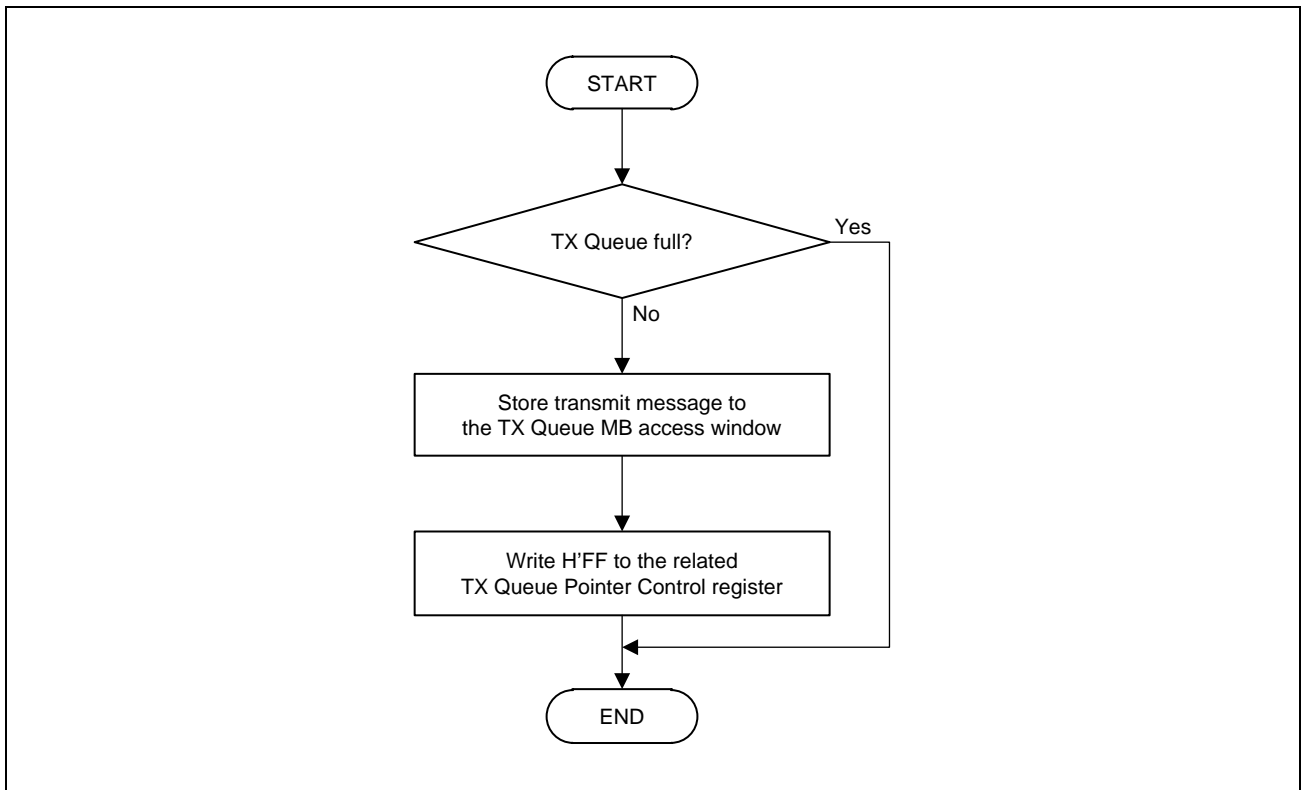 START
TX Queue full?
Yes
No
Store transmit message to
the TX Queue MB access window
Write H'FF to the related
TX Queue Pointer Control register
END